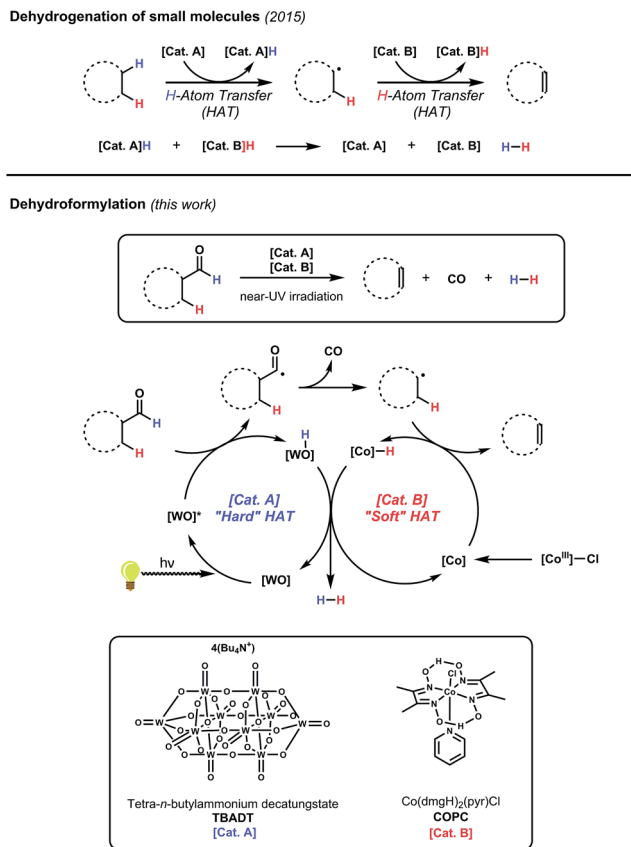 Dehydrogenation of small molecules (2015)
[Cat. A] [Cat. A]H [Cat. B] [Cat. B]H
H
H
H-Atom Transfer
(HAT)
H
H-Atom Transfer
(HAT)
[Cat. A]H + [Cat. B]H [Cat. A] + [Cat. B] H–H
Dehydroformylation (this work)
O
H
H
[Cat. A]
[Cat. B]
near-UV irradiation
+ CO + H–H
O
H
CO
H
O
H
H
H
[WO]
[Co]–H
[Cat. A]
"Hard" HAT
[Cat. B]
"Soft" HAT
[WO]*
hν
[WO]
H–H
[Co]
[CoIII]–Cl
4(Bu4N+)
O O
O W W O
O O O O
O=W O W O W O W=O
O W O W O
O O O O
W O W
O O
O H O
Cl
N N
Co
N N
O H O
N
Tetra-n-butylammonium decatungstate
TBADT
[Cat. A]
Co(dmgH)2(pyr)Cl
COPC
[Cat. B]